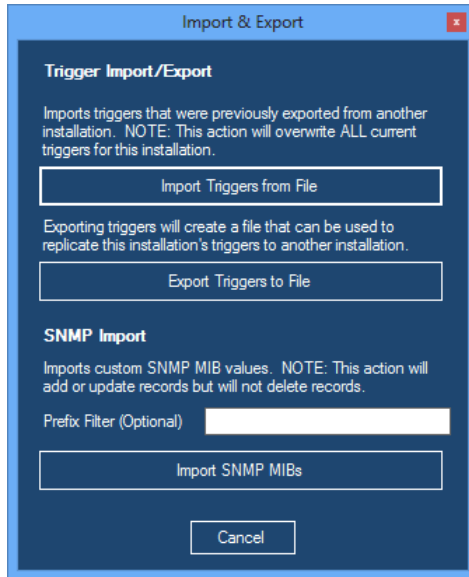 Import & Export
x
Trigger Import/Export
Imports triggers that were previously exported from another
installation.  NOTE: This action will overwrite ALL current
triggers for this installation.
Import Triggers from File
Exporting triggers will create a file that can be used to
replicate this installation's triggers to another installation.
Export Triggers to File
SNMP Import
Imports custom SNMP MIB values.  NOTE: This action will
add or update records but will not delete records.
Prefix Filter (Optional)
Import SNMP MIBs
Cancel